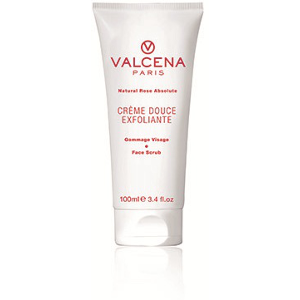 VALCENA
PARIS
Natural Rose Absolute
CRÈME DOUCE
EXFOLIANTE
Gommage Visage
•
Face Scrub
100ml ℮ 3.4 fl.oz.